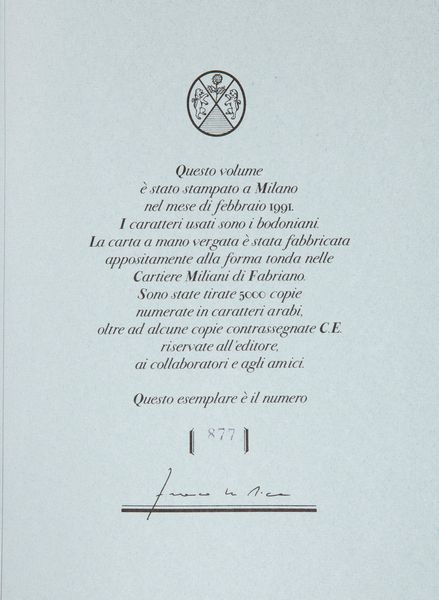 Questo volume
è stato stampato a Milano
nel mese di febbraio 1991.
I caratteri usati sono i bodoniani.
La carta a mano vergata è stata fabbricata
appositamente alla forma tonda nelle
Cartiere Miliani di Fabriano.
Sono state tirate 5000 copie
numerate in caratteri arabi,
oltre ad alcune copie contrassegnate C.E.
riservate all'editore,
ai collaboratori e agli amici.
Questo esemplare è il numero
[ 877 ]